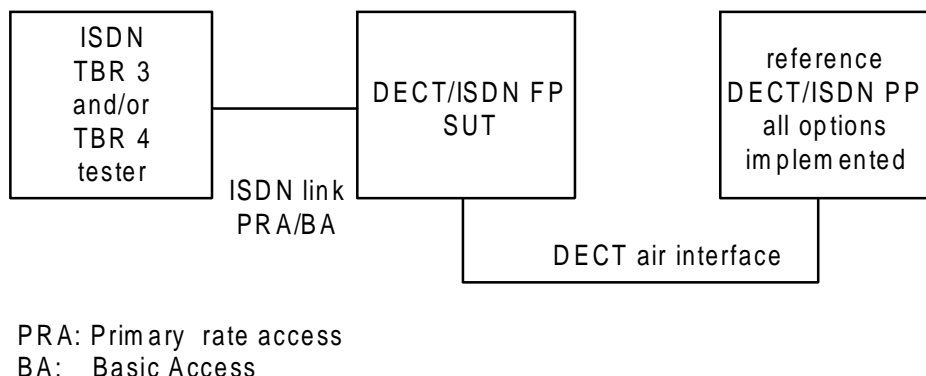 ISDN
TBR 3
and/or
TBR 4
tester
ISDN link
PRA/BA
DECT/ISDN FP
SUT
reference
DECT/ISDN PP
all options
implemented
DECT air interface
PRA: Primary rate access
BA: Basic Access